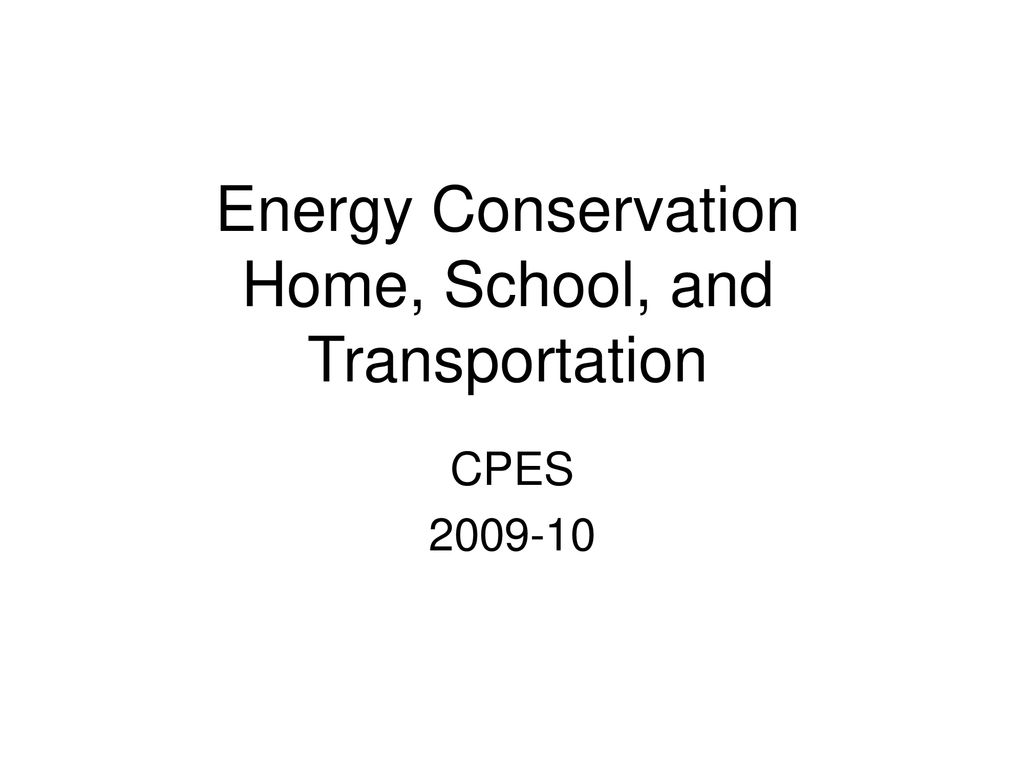 Energy Conservation
Home, School, and
Transportation
CPES
2009-10